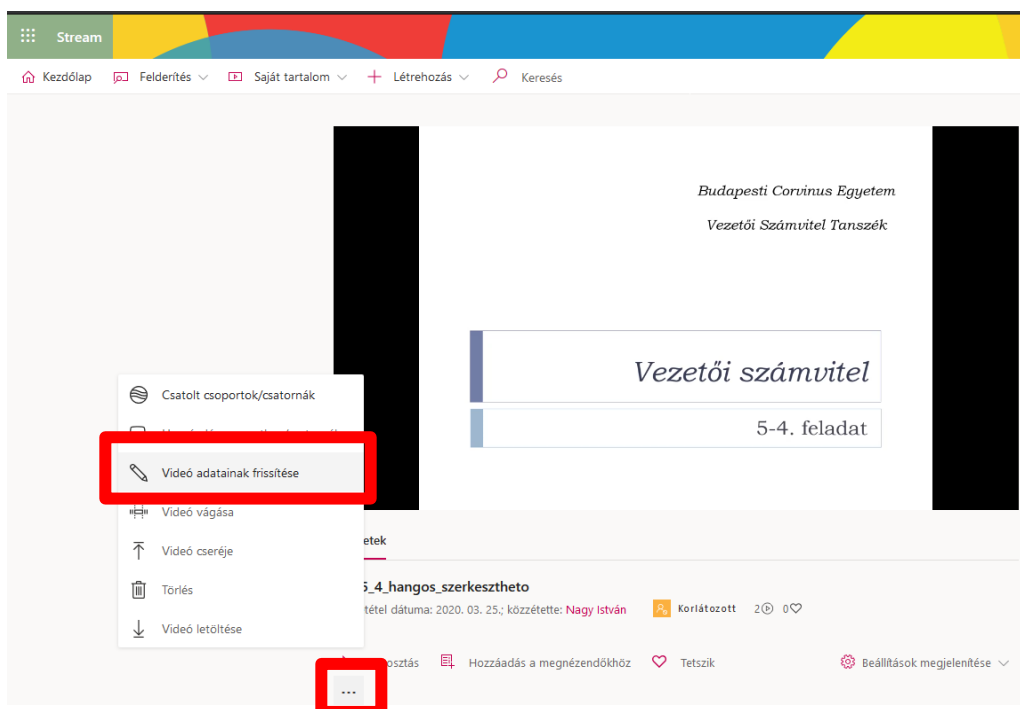 Stream
Kezdőlap Felderítés Saját tartalom Létrehozás Keresés
Budapesti Corvinus Egyetem
Vezetői Számvitel Tanszék
Vezetői számvitel
5-4. feladat
Csatolt csoportok/csatornák
Videó adatainak frissítése
Videó vágása
Videó cseréje
Törlés
Videó letöltése
etek
5_4_hangos_szerkesztheto
tétel dátuma: 2020. 03. 25.; közzétette: Nagy István Korlátozott 2 0
osztás Hozzáadás a megnézendőkhöz Tetszik Beállítások megjelenítése
...